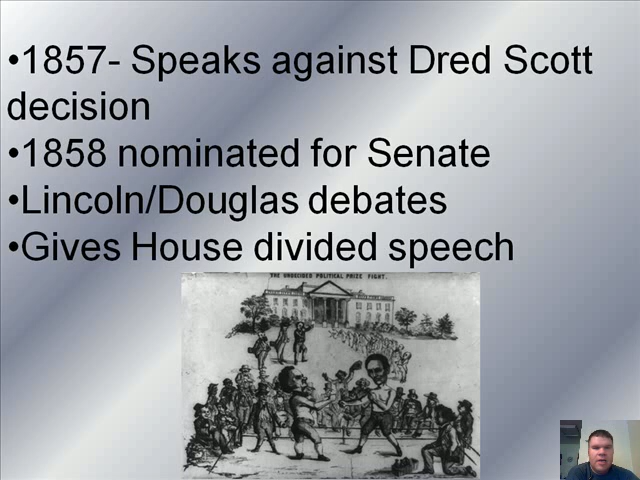 •1857- Speaks against Dred Scott
decision
•1858 nominated for Senate
•Lincoln/Douglas debates
•Gives House divided speech
THE UNDECIDED POLITICAL PRIZE FIGHT.